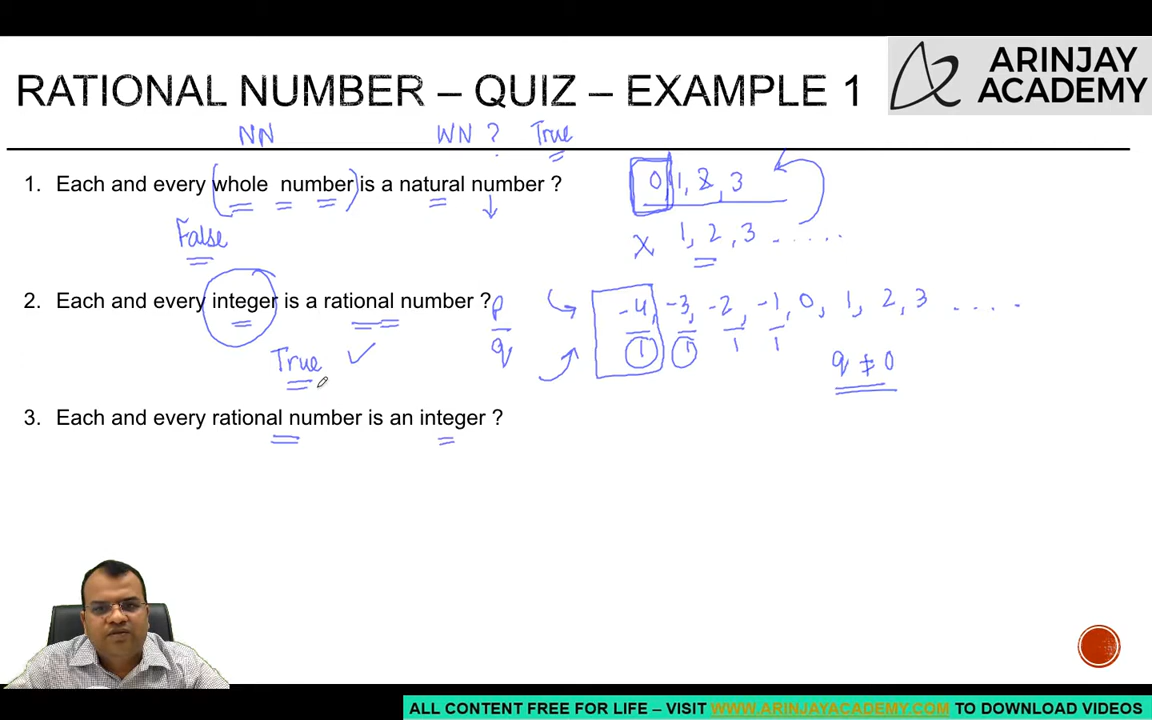 ARINJAY
ACADEMY
RATIONAL NUMBER – QUIZ – EXAMPLE 1
NN WN ? True
1. Each and every (whole number) is a natural number ?
0 1, 2, 3
False
X 1, 2, 3 .......
2. Each and every integer is a rational number ?
p/q
-4, -3, -2, -1, 0, 1, 2, 3 .....
1 1 1 1
True ✓
q ≠ 0
3. Each and every rational number is an integer ?
ALL CONTENT FREE FOR LIFE – VISIT WWW.ARINJAYACADEMY.COM TO DOWNLOAD VIDEOS